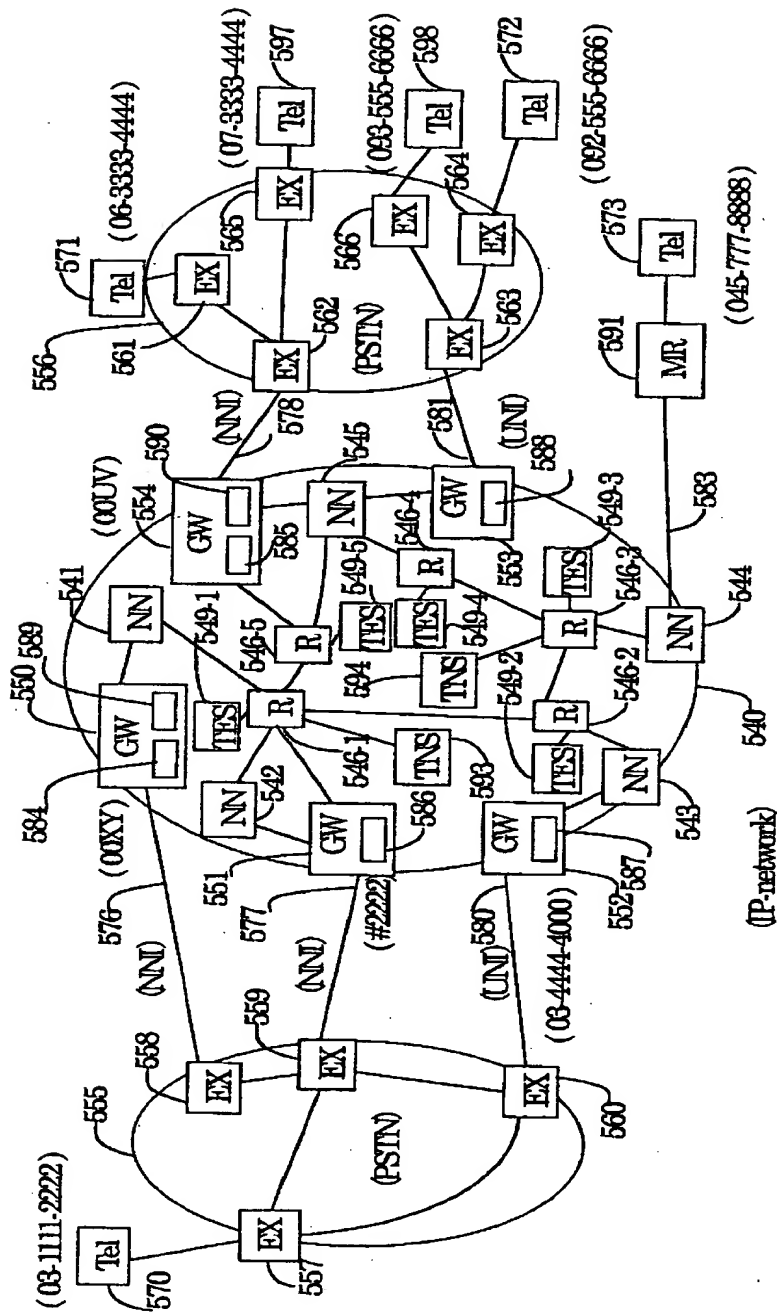 (03-1111-2222)
Tel
570
555
EX
557
(PSTN)
558
EX
559
EX
EX
560
(NNI)
576
(NNI)
577
(#2222)
(UNI)
580
(03-4444-4000)
(00XY)
584
550
589
GW
541
NN
549-1
TES
NN
542
551
GW
586
R
546-1
TNS
593
GW
552
587
NN
543
R
546-2
TES
549-2
(IP-network)
540
(00UV)
554
590
GW
585
546-5
R
549-5
TES
594
TNS
NN
545
546-4
R
TES
549-4
GW
553
588
R
546-3
TES
549-3
NN
544
(NNI)
578
581
(UNI)
583
556
571
Tel
(06-3333-4444)
561
EX
EX
562
(PSTN)
565
EX
(07-3333-4444)
Tel
597
566
EX
(093-555-6666)
Tel
598
564
EX
EX
563
Tel
572
(092-555-6666)
591
MR
573
Tel
(045-777-8888)